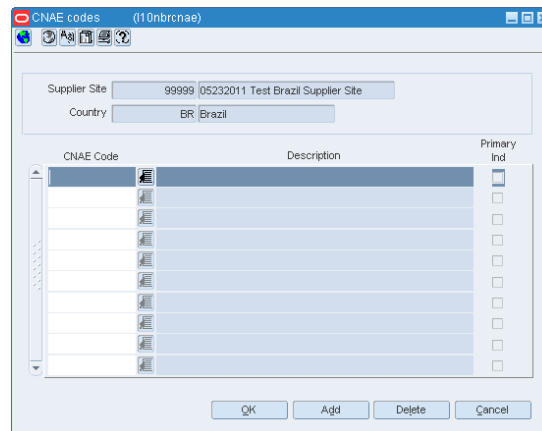 CNAE codes (l10nbrcnae)
Supplier Site 99999 05232011 Test Brazil Supplier Site
Country BR Brazil
CNAE Code Description Primary Ind
OK Add Delete Cancel